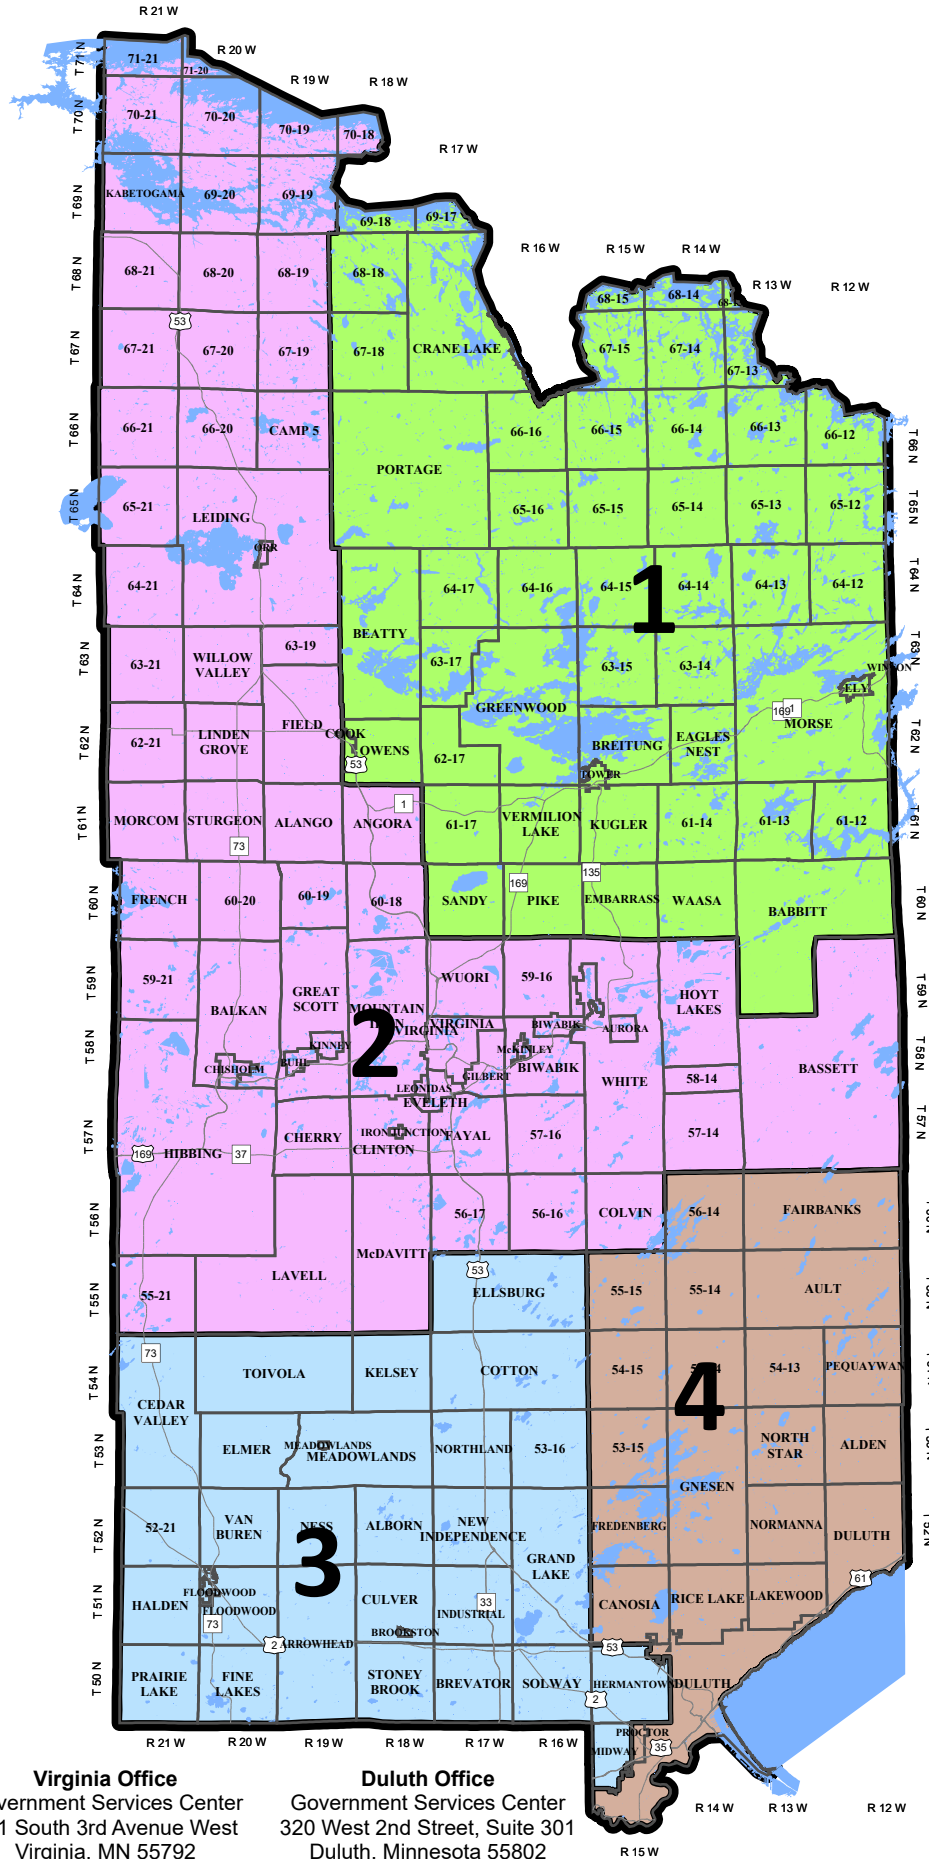 R 21 W
R 20 W
R 19 W
R 18 W
R 17 W
R 16 W
R 15 W
R 14 W
R 13 W
R 12 W
T 71 N
71-21
71-20
T 70 N
70-21
70-20
70-19
70-18
T 69 N
KABETOGAMA
69-20
69-19
69-18
69-17
T 68 N
68-21
68-20
68-19
68-18
68-15
68-14
53
T 67 N
67-21
67-20
67-19
67-18
CRANE LAKE
67-15
67-14
67-13
T 66 N
66-21
66-20
CAMP 5
66-16
66-15
66-14
66-13
66-12
T 66 N
PORTAGE
T 65 N
65-21
LEIDING
65-16
65-15
65-14
65-13
65-12
T 65 N
ORR
T 64 N
64-21
64-17
64-16
64-15
1
64-14
64-13
64-12
T 64 N
BEATTY
T 63 N
63-21
WILLOW
VALLEY
63-19
63-17
63-15
63-14
T 63 N
WINTON
ELY
GREENWOOD
169
1
MORSE
T 62 N
62-21
LINDEN
GROVE
FIELD
COOK
OWENS
53
62-17
BREITUNG
EAGLES
NEST
T 62 N
TOWER
T 61 N
MORCOM
STURGEON
ALANGO
ANGORA
1
61-17
VERMILION
LAKE
KUGLER
61-14
61-13
61-12
T 61 N
73
169
135
T 60 N
FRENCH
60-20
60-19
60-18
SANDY
PIKE
EMBARRASS
WAASA
BABBITT
T 60 N
T 59 N
59-21
BALKAN
GREAT
SCOTT
MOUNTAIN
WUORI
59-16
HOYT
LAKES
T 59 N
2
VIRGINIA
VIRGINIA
BIWABIK
AURORA
T 58 N
CHISHOLM
BUHL
KINNEY
McKINLEY
BIWABIK
GILBERT
LEONIDAS
EVELETH
WHITE
58-14
BASSETT
T 58 N
T 57 N
169
HIBBING
37
CHERRY
IRON JUNCTION
CLINTON
FAYAL
57-16
57-14
T 57 N
T 56 N
56-17
56-16
COLVIN
56-14
FAIRBANKS
McDAVITT
LAVELL
T 55 N
55-21
53
ELLSBURG
55-15
55-14
AULT
73
T 54 N
TOIVOLA
KELSEY
COTTON
54-15
4
54-13
PEQUAYWAN
CEDAR
VALLEY
T 53 N
ELMER
MEADOWLANDS
MEADOWLANDS
NORTHLAND
53-16
53-15
GNESEN
NORTH
STAR
ALDEN
T 52 N
52-21
VAN
BUREN
NESS
3
ALBORN
NEW
INDEPENDENCE
GRAND
LAKE
FREDENBERG
NORMANNA
DULUTH
61
T 51 N
HALDEN
FLOODWOOD
FLOODWOOD
73
2
ARROWHEAD
CULVER
BROOKSTON
33
INDUSTRIAL
CANOSIA
RICE LAKE
LAKEWOOD
53
T 50 N
PRAIRIE
LAKE
FINE
LAKES
STONEY
BROOK
BREVATOR
SOLWAY
HERMANTOWN
DULUTH
2
PROCTOR
35
MIDWAY
R 21 W
R 20 W
R 19 W
R 18 W
R 17 W
R 16 W
R 14 W
R 13 W
R 12 W
R 15 W
Virginia Office
vernment Services Center
1 South 3rd Avenue West
Virginia, MN 55792
Duluth Office
Government Services Center
320 West 2nd Street, Suite 301
Duluth, Minnesota 55802